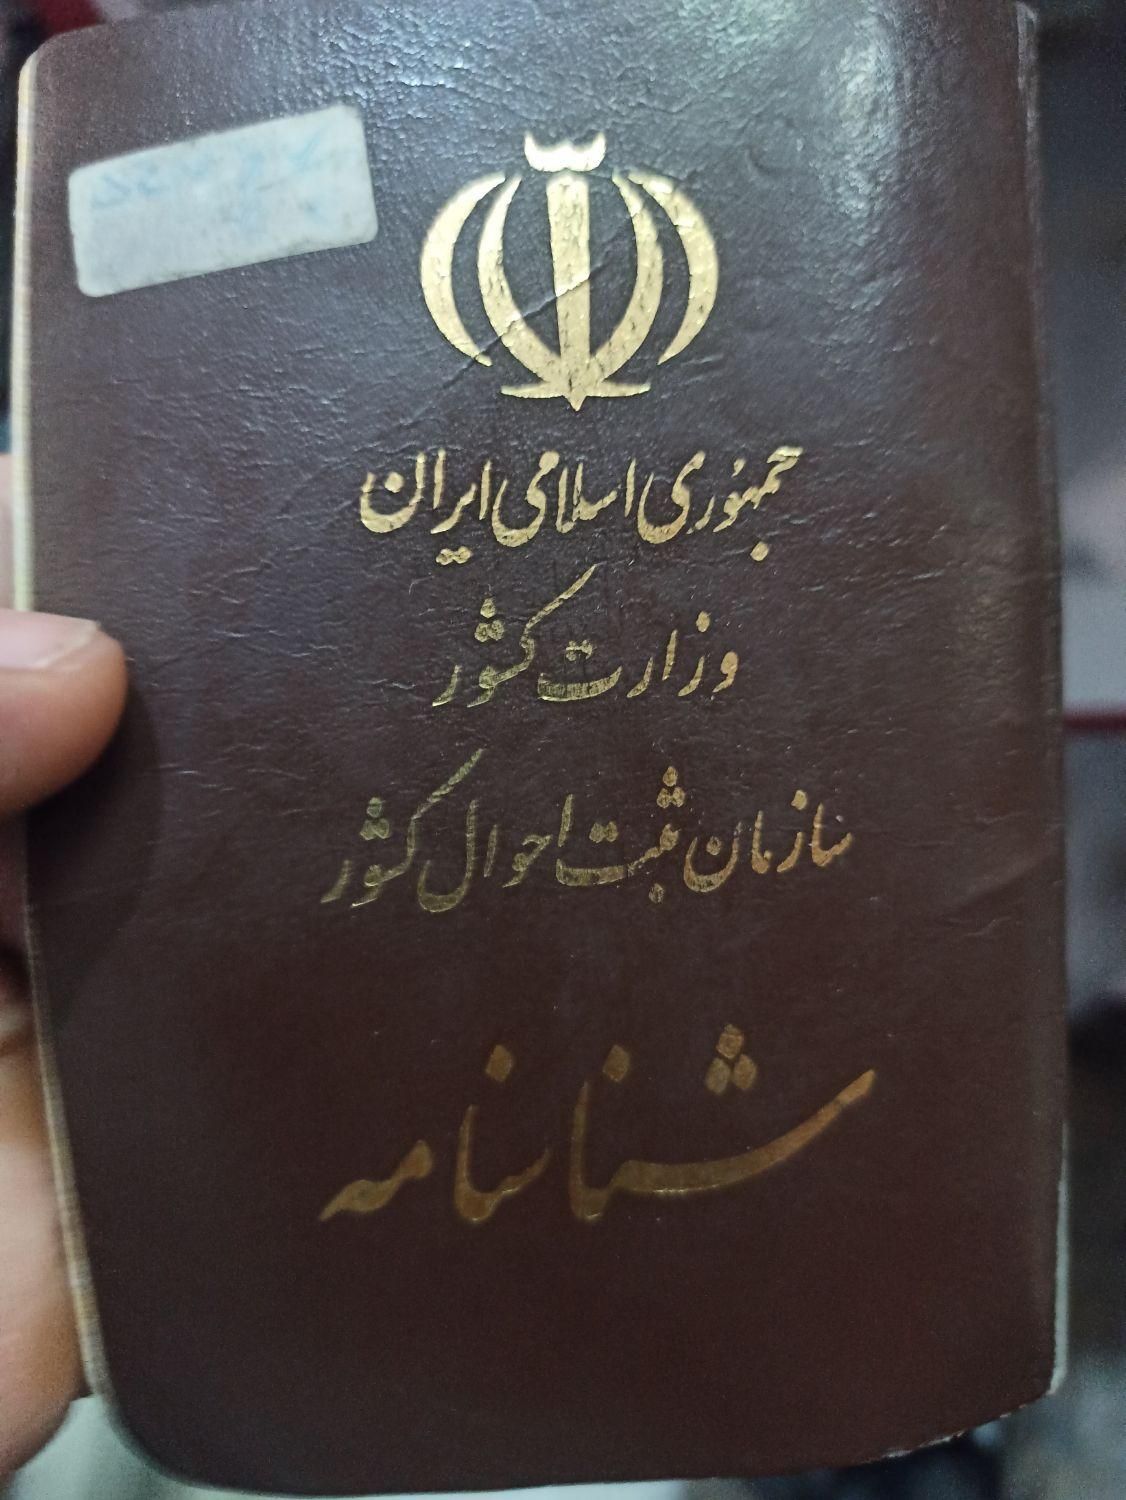 جمهوری اسلامی ایران
وزارت کشور
سازمان ثبت احوال کشور
شناسنامه